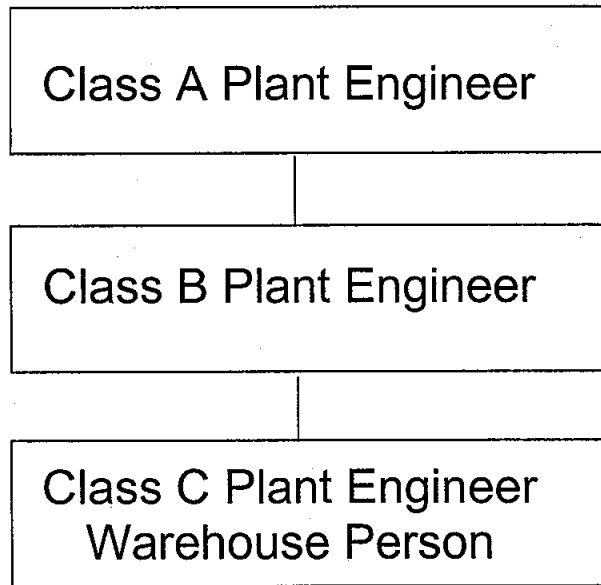 Class A Plant Engineer
Class B Plant Engineer
Class C Plant Engineer
Warehouse Person